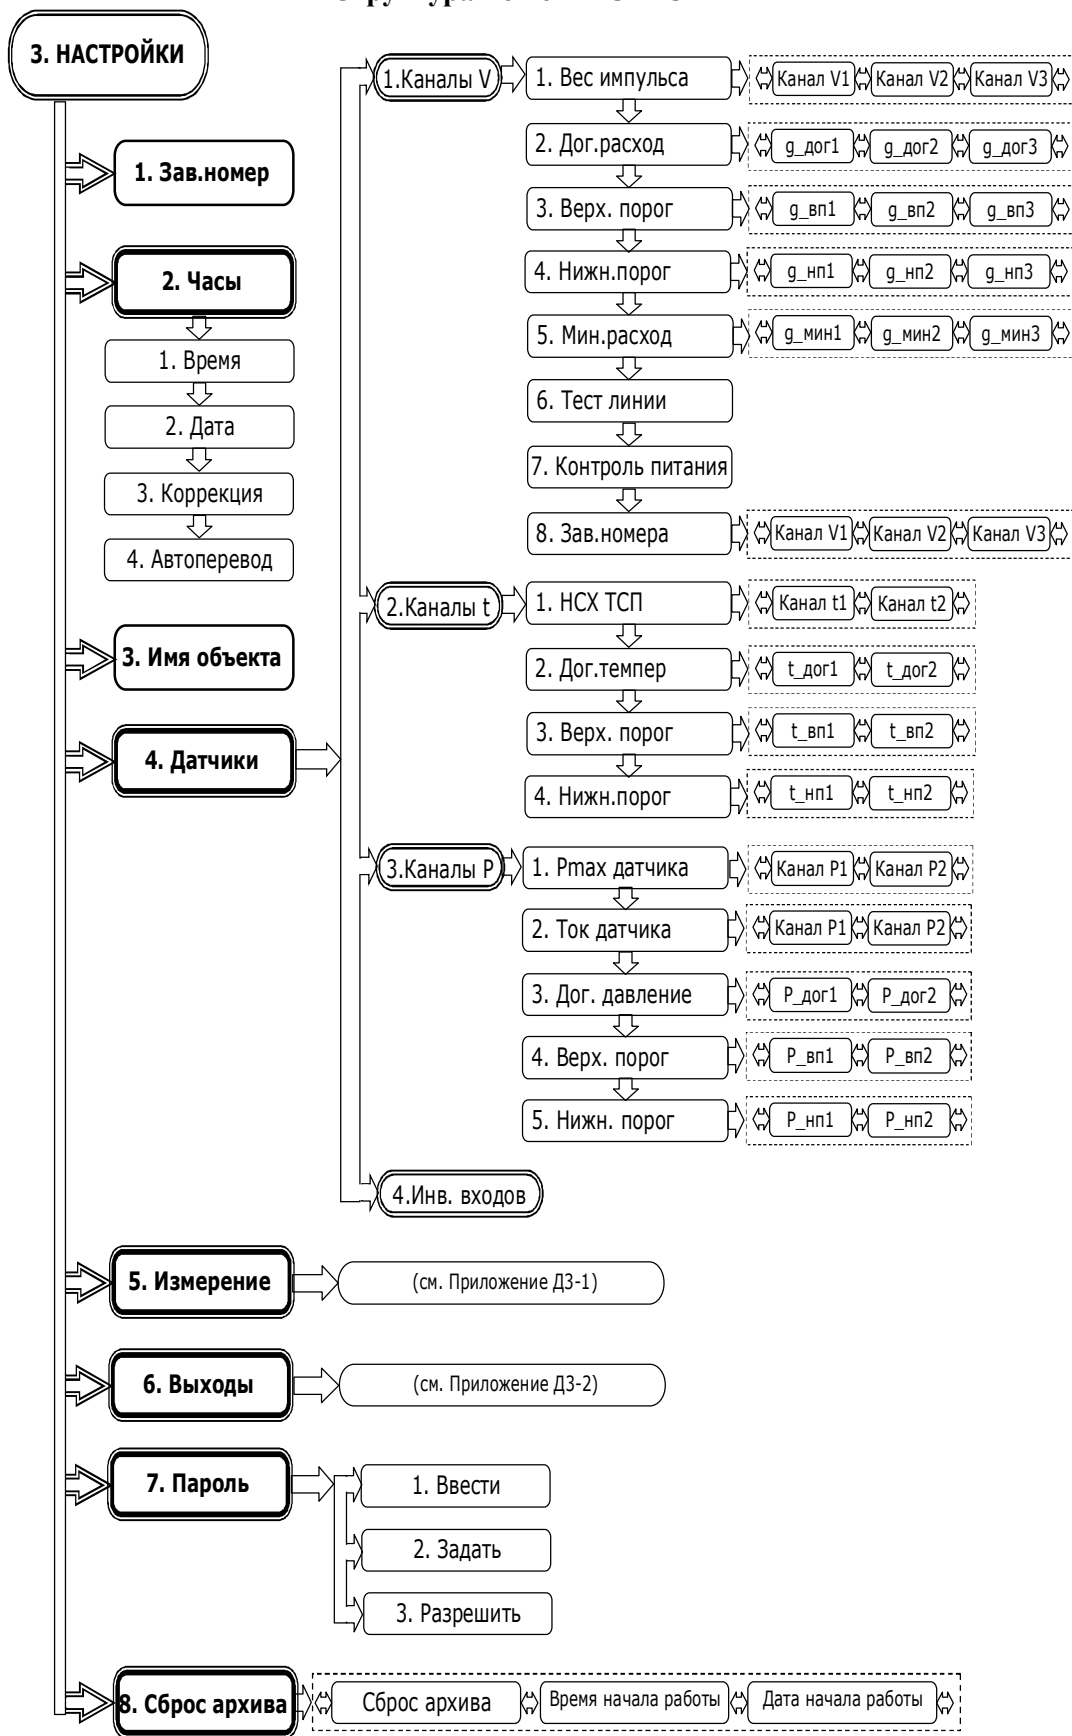 3. НАСТРОЙКИ
1. Зав.номер
2. Часы
1. Время
2. Дата
3. Коррекция
4. Автоперевод
3. Имя объекта
4. Датчики
1.Каналы V
1. Вес импульса
Канал V1 Канал V2 Канал V3
2. Дог.расход
g_дог1 g_дог2 g_дог3
3. Верх. порог
g_вп1 g_вп2 g_вп3
4. Нижн.порог
g_нп1 g_нп2 g_нп3
5. Мин.расход
g_мин1 g_мин2 g_мин3
6. Тест линии
7. Контроль питания
8. Зав.номера
Канал V1 Канал V2 Канал V3
2.Каналы t
1. НСХ ТСП
Канал t1 Канал t2
2. Дог.темпер
t_дог1 t_дог2
3. Верх. порог
t_вп1 t_вп2
4. Нижн.порог
t_нп1 t_нп2
3.Каналы P
1. Pmax датчика
Канал P1 Канал P2
2. Ток датчика
Канал P1 Канал P2
3. Дог. давление
P_дог1 P_дог2
4. Верх. порог
P_вп1 P_вп2
5. Нижн. порог
P_нп1 P_нп2
4.Инв. входов
5. Измерение
(см. Приложение Д3-1)
6. Выходы
(см. Приложение Д3-2)
7. Пароль
1. Ввести
2. Задать
3. Разрешить
8. Сброс архива
Сброс архива Время начала работы Дата начала работы